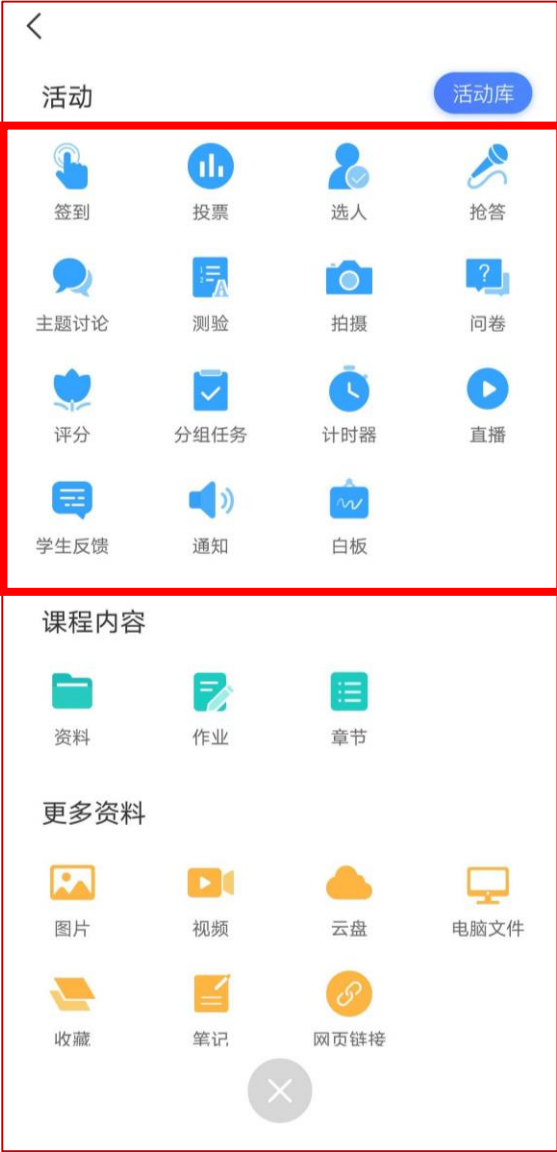 活动 活动库
签到 投票 选人 抢答
主题讨论 测验 拍摄 问卷
评分 分组任务 计时器 直播
学生反馈 通知 白板
课程内容
资料 作业 章节
更多资料
图片 视频 云盘 电脑文件
收藏 笔记 网页链接